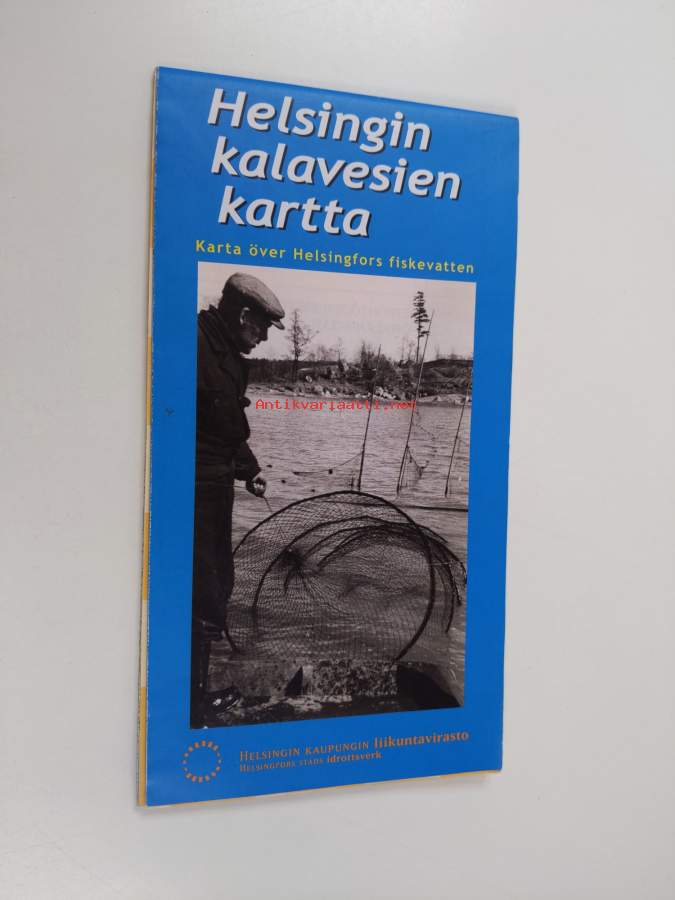 Helsingin
kalavesien
kartta
Karta över Helsingfors fiskevatten
Antikvariaatti.net
HELSINGIN KAUPUNGIN liikuntavirasto
HELSINGFORS STADS idrottsverk